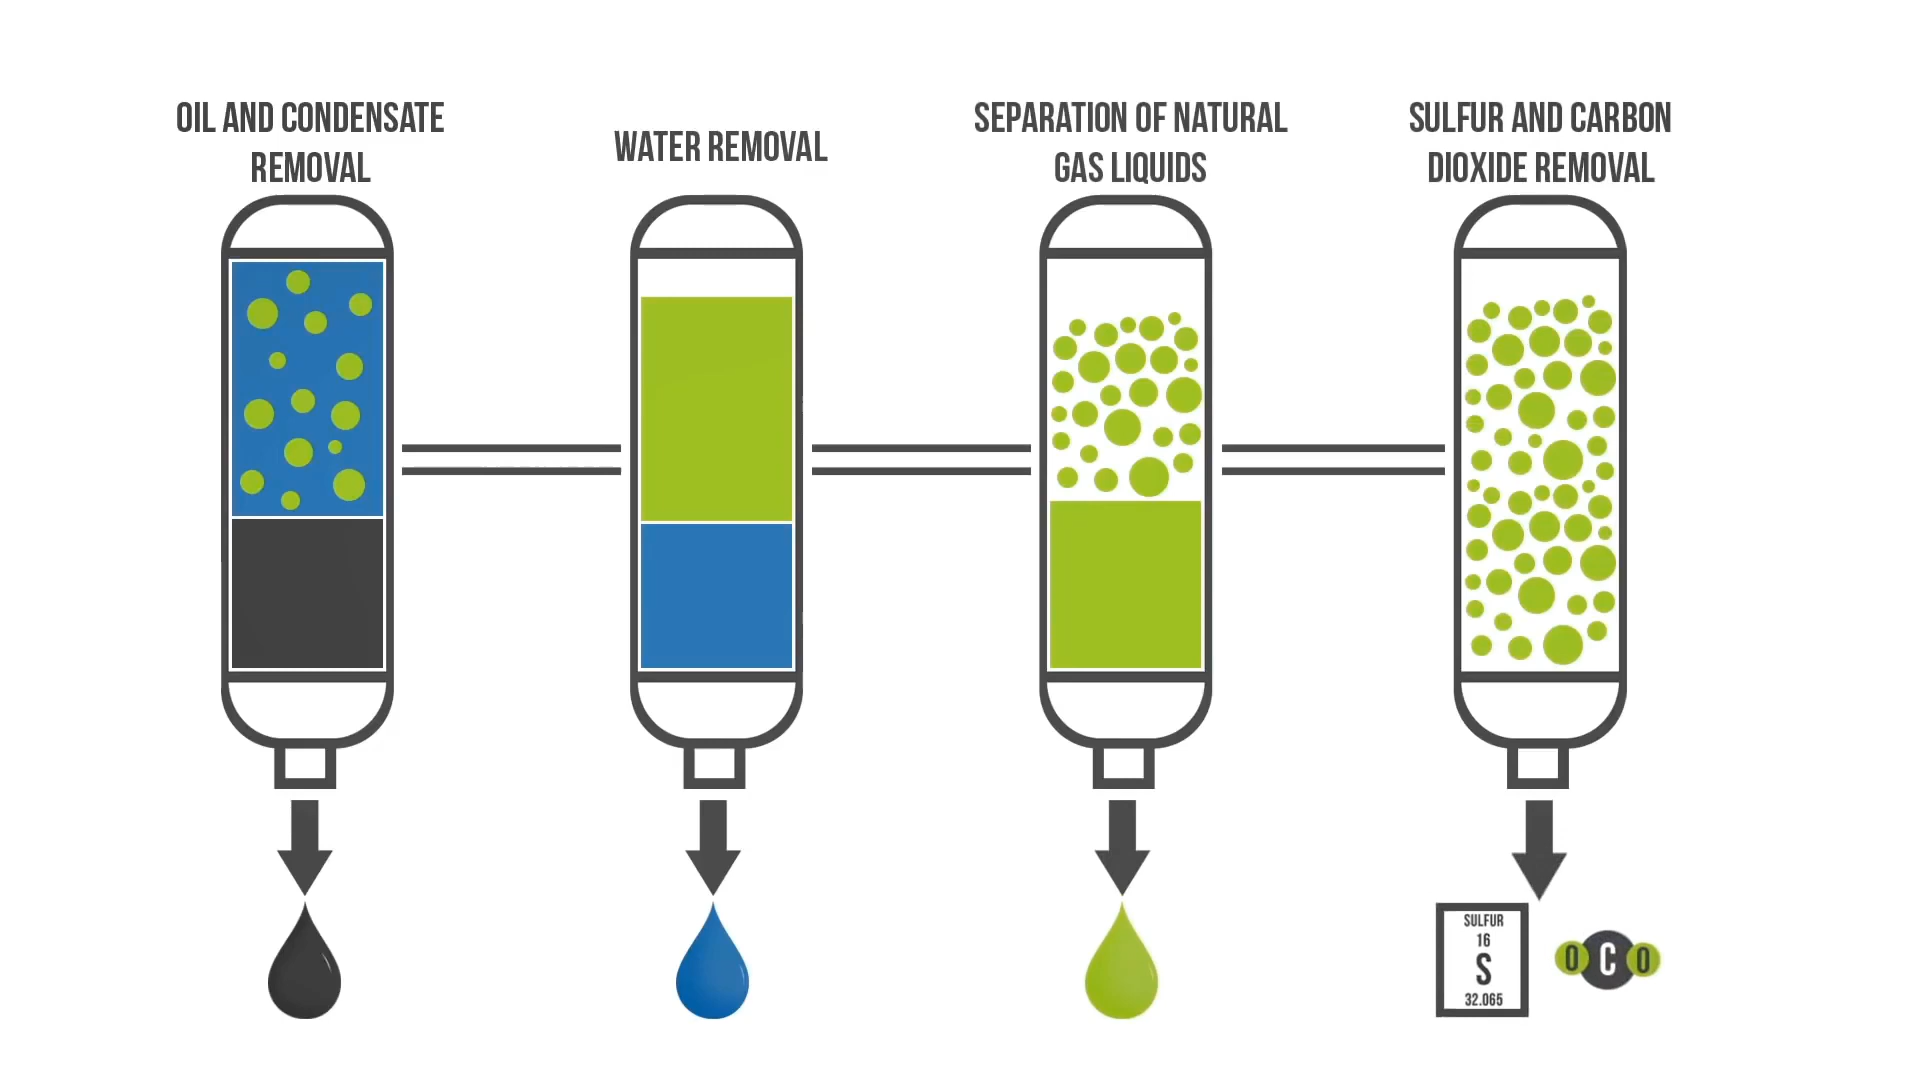 OIL AND CONDENSATE
REMOVAL
WATER REMOVAL
SEPARATION OF NATURAL
GAS LIQUIDS
SULFUR AND CARBON
DIOXIDE REMOVAL
SULFUR
16
S
32.065
O C O